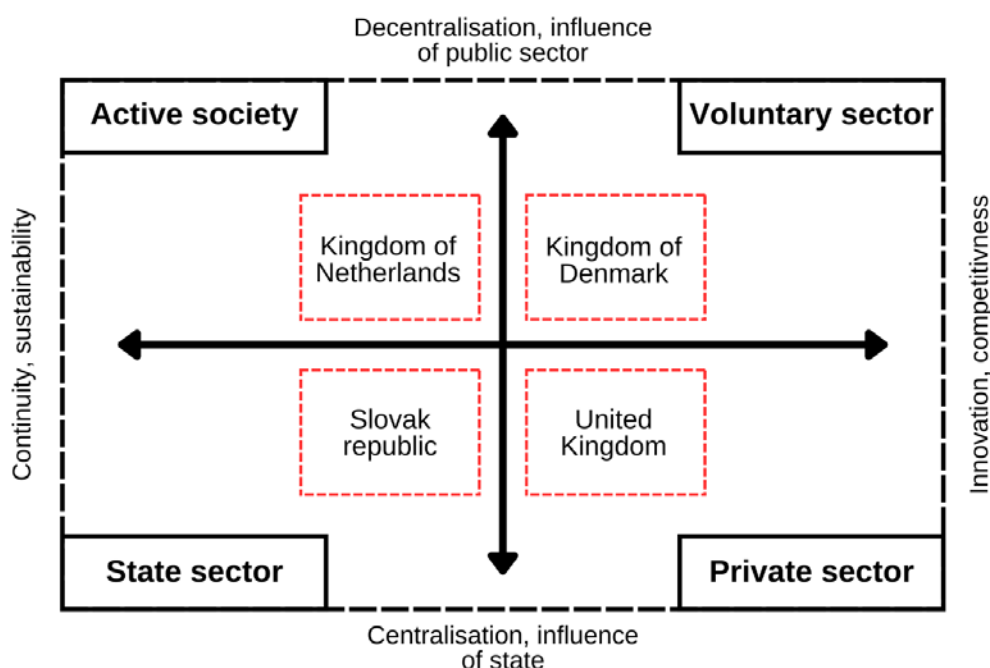 Decentralisation, influence
of public sector
Active society
Voluntary sector
Continuity, sustainability
Innovation, competitivness
Kingdom of
Netherlands
Kingdom of
Denmark
Slovak
republic
United
Kingdom
State sector
Private sector
Centralisation, influence
of state